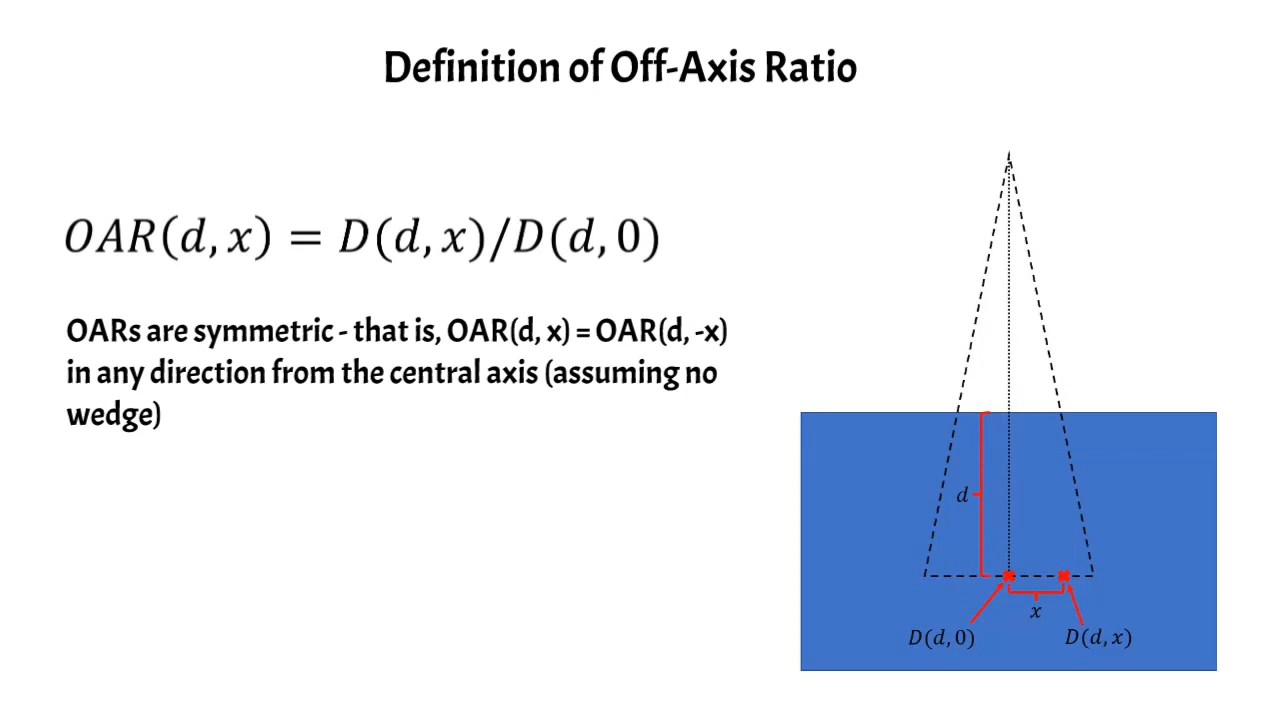 Definition of Off-Axis Ratio
OAR(d, x) = D(d, x)/D(d, 0)
OARs are symmetric - that is, OAR(d, x) = OAR(d, -x)
in any direction from the central axis (assuming no
wedge)
d
x
D(d, 0)
D(d, x)